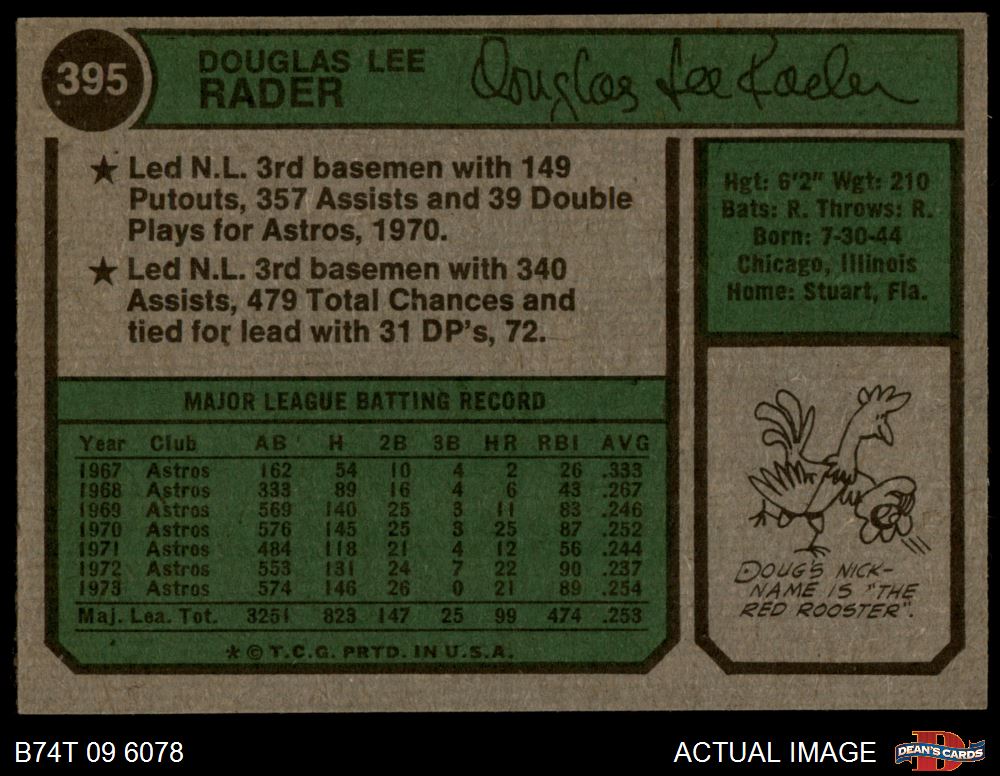 395
DOUGLAS LEE
RADER
Douglas Lee Rader
★ Led N.L. 3rd basemen with 149
Putouts, 357 Assists and 39 Double
Plays for Astros, 1970.
★ Led N.L. 3rd basemen with 340
Assists, 479 Total Chances and
tied for lead with 31 DP's, 72.
Hgt: 6'2" Wgt: 210
Bats: R. Throws: R.
Born: 7-30-44
Chicago, Illinois
Home: Stuart, Fla.
MAJOR LEAGUE BATTING RECORD
Year Club AB H 2B 3B HR RBI AVG
1967 Astros 162 54 10 4 2 26 .333
1968 Astros 333 89 16 4 6 43 .267
1969 Astros 569 140 25 3 11 83 .246
1970 Astros 576 145 25 3 25 87 .252
1971 Astros 484 118 21 4 12 56 .244
1972 Astros 553 131 24 7 22 90 .237
1973 Astros 574 146 26 0 21 89 .254
Maj. Lea. Tot. 3251 823 147 25 99 474 .253
* © T.C.G. PRTD. IN U.S.A.
DOUG'S NICK-
NAME IS "THE
RED ROOSTER".
B74T 09 6078
ACTUAL IMAGE
DEAN'S CARDS